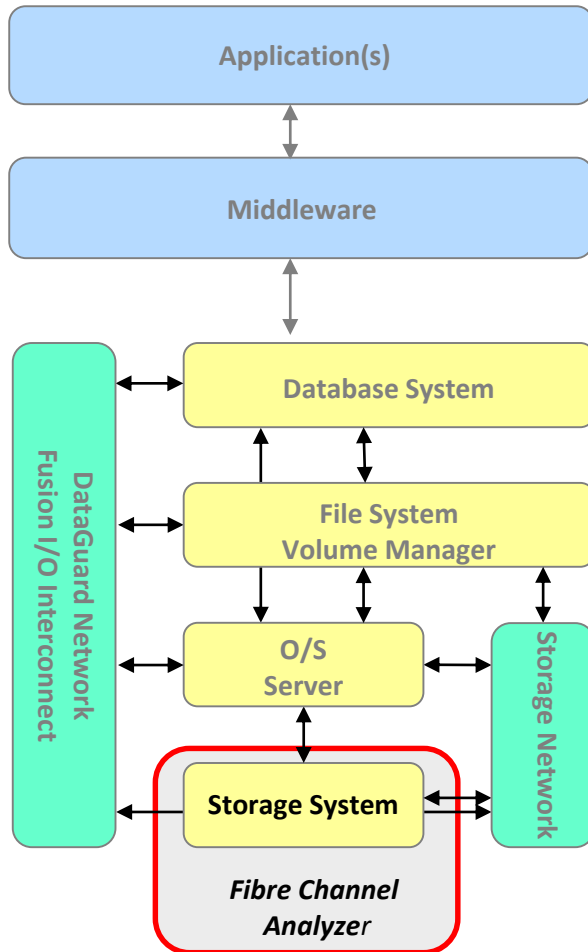 Application(s)
Middleware
Database System
DataGuard Network
Fusion I/O Interconnect
File System
Volume Manager
O/S
Server
Storage Network
Storage System
Fibre Channel
Analyzer